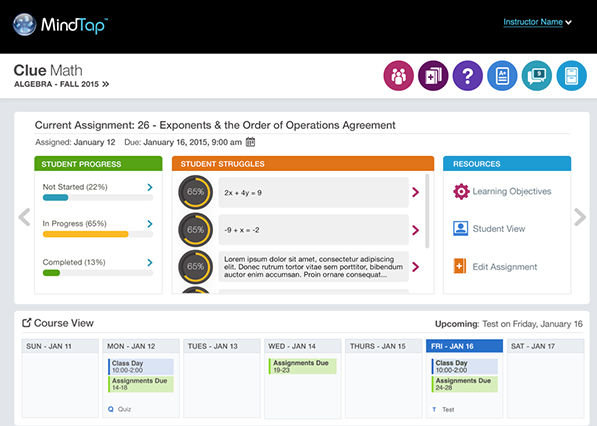 MindTap™
Instructor Name
Clue Math
ALGEBRA - FALL 2015 »
?
A+
9
Current Assignment: 26 - Exponents & the Order of Operations Agreement
Assigned: January 12 Due: January 16, 2015, 9:00 am
STUDENT PROGRESS
Not Started (22%)
In Progress (65%)
Completed (13%)
STUDENT STRUGGLES
65%
2x + 4y = 9
65%
-9 + x = -2
65%
Lorem ipsum dolor sit amet, consectetur adipiscing
elit. Donec rutrum tortor vitae sem porttitor, bibendum
auctor enim accumsan. Proin ornare consequat...
RESOURCES
Learning Objectives
Student View
Edit Assignment
Course View
Upcoming: Test on Friday, January 16
SUN - JAN 11
MON - JAN 12
Class Day
10:00-2:00
Assignments Due
14-18
Q Quiz
TUES - JAN 13
WED - JAN 14
Assignments Due
19-23
THURS - JAN 15
FRI - JAN 16
Class Day
10:00-2:00
Assignments Due
24-28
T Test
SAT - JAN 17